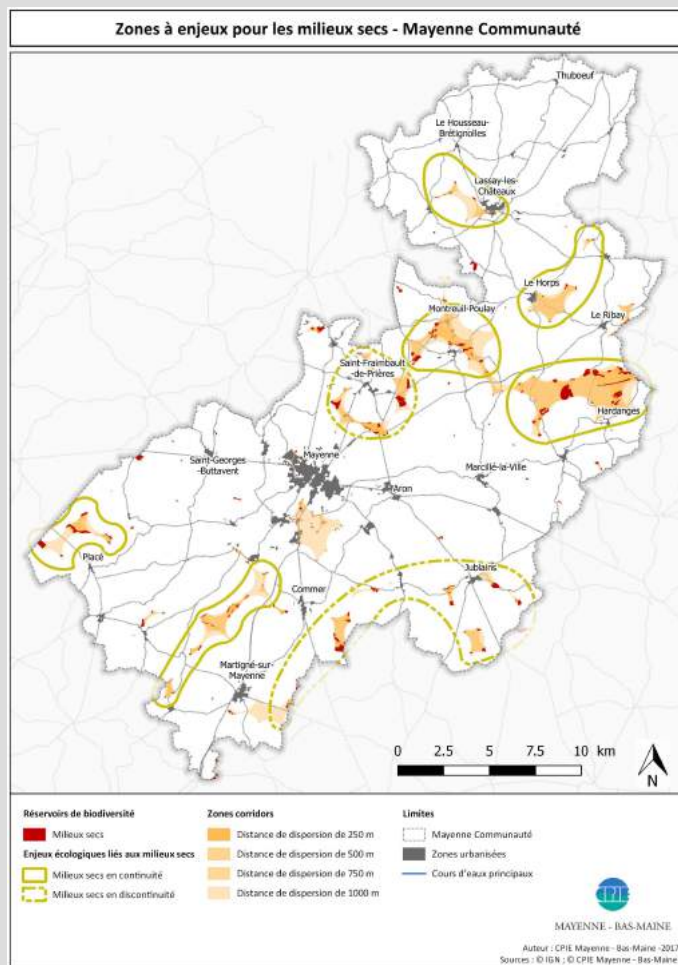 Zones à enjeux pour les milieux secs - Mayenne Communauté
Thuboeuf
Le Housseau-
Brétignolles
Lassay-les-
Châteaux
Le Horps
Montreuil-Poulay
Le Ribay
Saint-Fraimbault
-de-Prières
Hardanges
Mayenne
Saint-Georges
-Buttavent
Marcillé-la-Ville
Aron
Placé
Jublains
Commer
Martigné-sur-
Mayenne
0 2.5 5 7.5 10 km
N
Réservoirs de biodiversité
Milieux secs
Enjeux écologiques liés aux milieux secs
Milieux secs en continuité
Milieux secs en discontinuité
Zones corridors
Distance de dispersion de 250 m
Distance de dispersion de 500 m
Distance de dispersion de 750 m
Distance de dispersion de 1000 m
Limites
Mayenne Communauté
Zones urbanisées
Cours d'eaux principaux
CPIE
MAYENNE - BAS-MAINE
Auteur : CPIE Mayenne - Bas-Maine -2017
Sources : © IGN ; © CPIE Mayenne - Bas-Maine